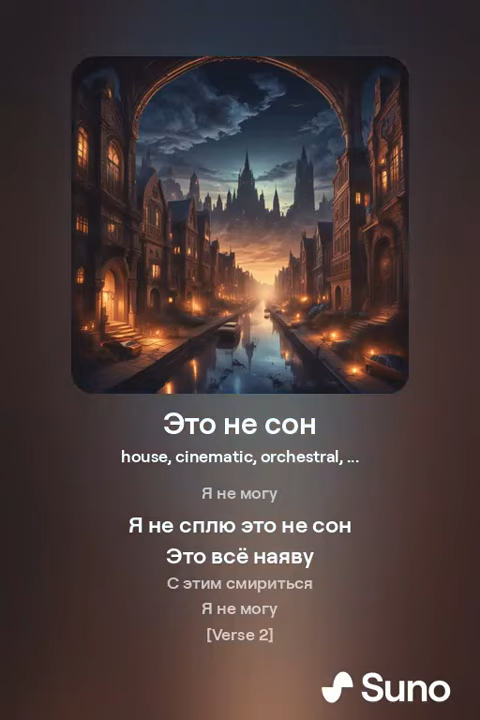 Это не сон
house, cinematic, orchestral, ...
Я не могу
Я не сплю это не сон
Это всё наяву
С этим смириться
Я не могу
[Verse 2]
Suno